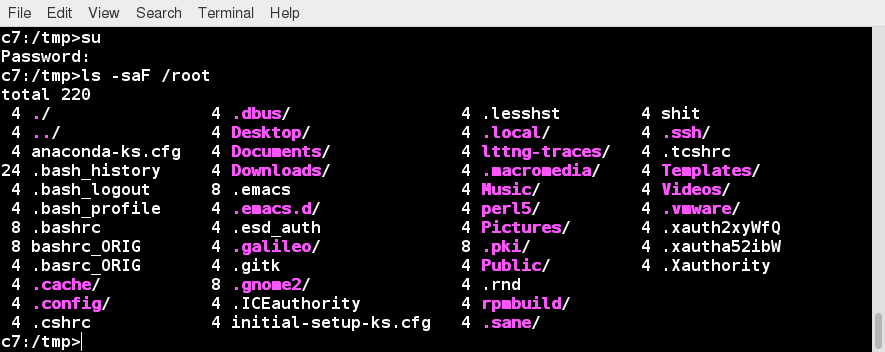 File Edit View Search Terminal Help
c7:/tmp>su
Password:
c7:/tmp>ls -saF /root
total 220
 4 ./                4 .dbus/                 4 .lesshst        4 shit
 4 ../               4 Desktop/               4 .local/         4 .ssh/
 4 anaconda-ks.cfg   4 Documents/             4 lttng-traces/   4 .tcshrc
24 .bash_history     4 Downloads/             4 .macromedia/    4 Templates/
 4 .bash_logout      8 .emacs                 4 Music/          4 Videos/
 4 .bash_profile     4 .emacs.d/              4 perl5/          4 .vmware/
 8 .bashrc           4 .esd_auth              4 Pictures/       4 .xauth2xyWfQ
 8 bashrc_ORIG       4 .galileo/              8 .pki/           4 .xautha52ibW
 4 .basrc_ORIG       4 .gitk                  4 Public/         4 .Xauthority
 4 .cache/           8 .gnome2/               4 .rnd
 4 .config/          4 .ICEauthority          4 rpmbuild/
 4 .cshrc            4 initial-setup-ks.cfg   4 .sane/
c7:/tmp>